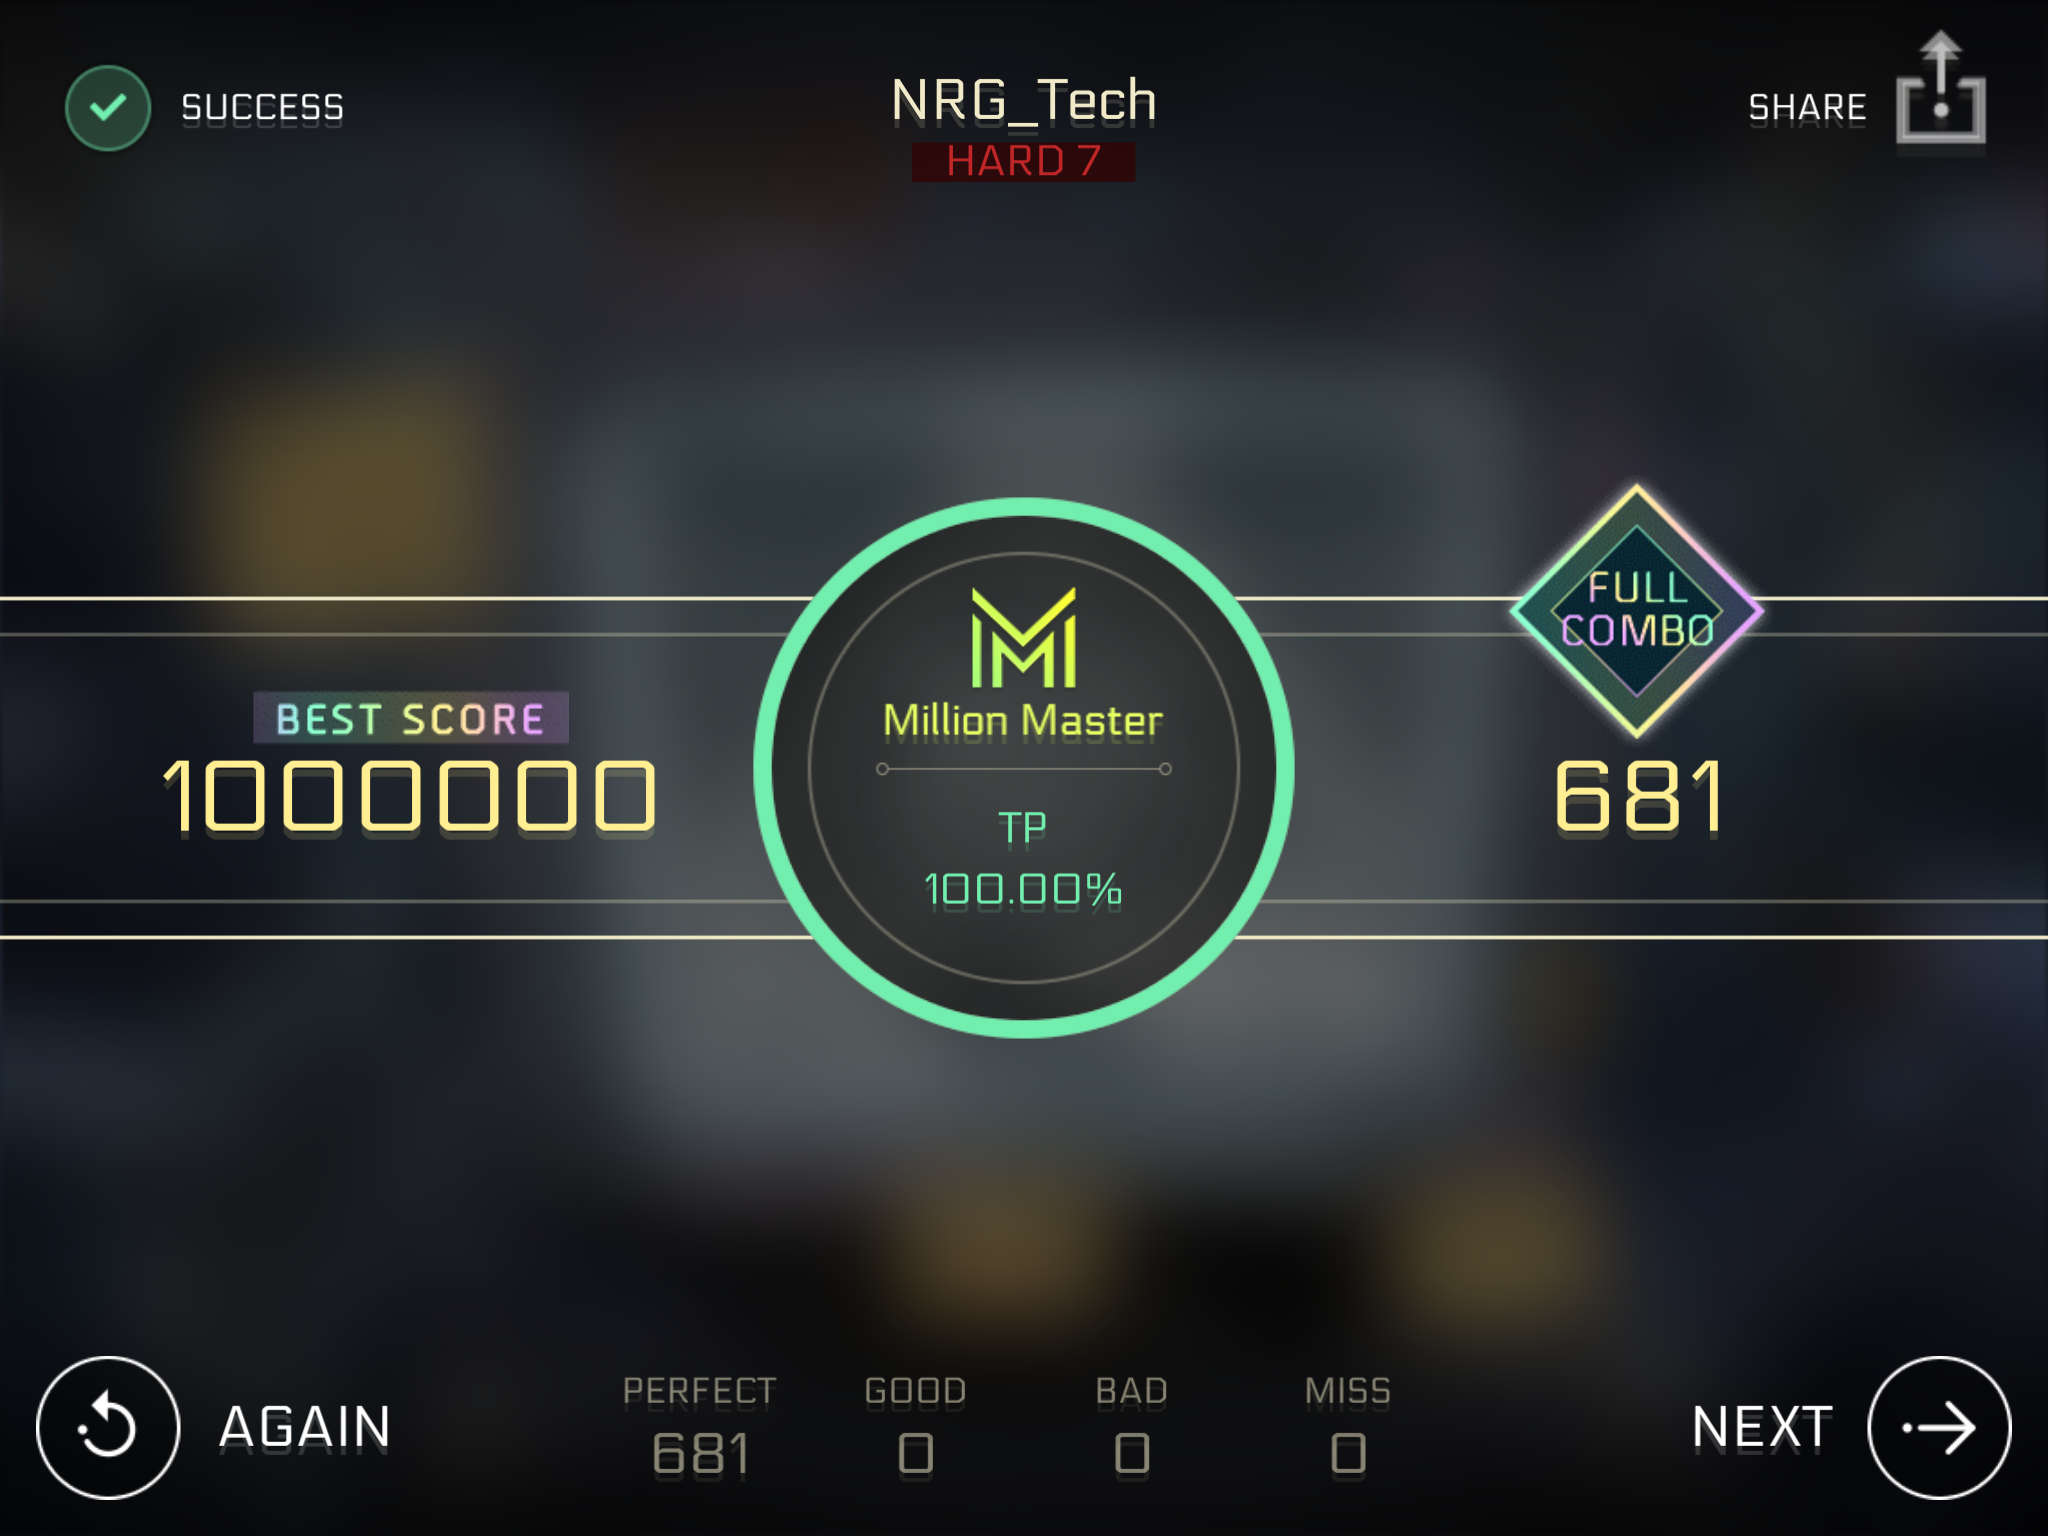 SUCCESS
NRG_Tech
HARD 7
SHARE
FULL
COMBO
Million Master
BEST SCORE
1000000
681
TP
100.00%
AGAIN
PERFECT
681
GOOD
0
BAD
0
MISS
0
NEXT